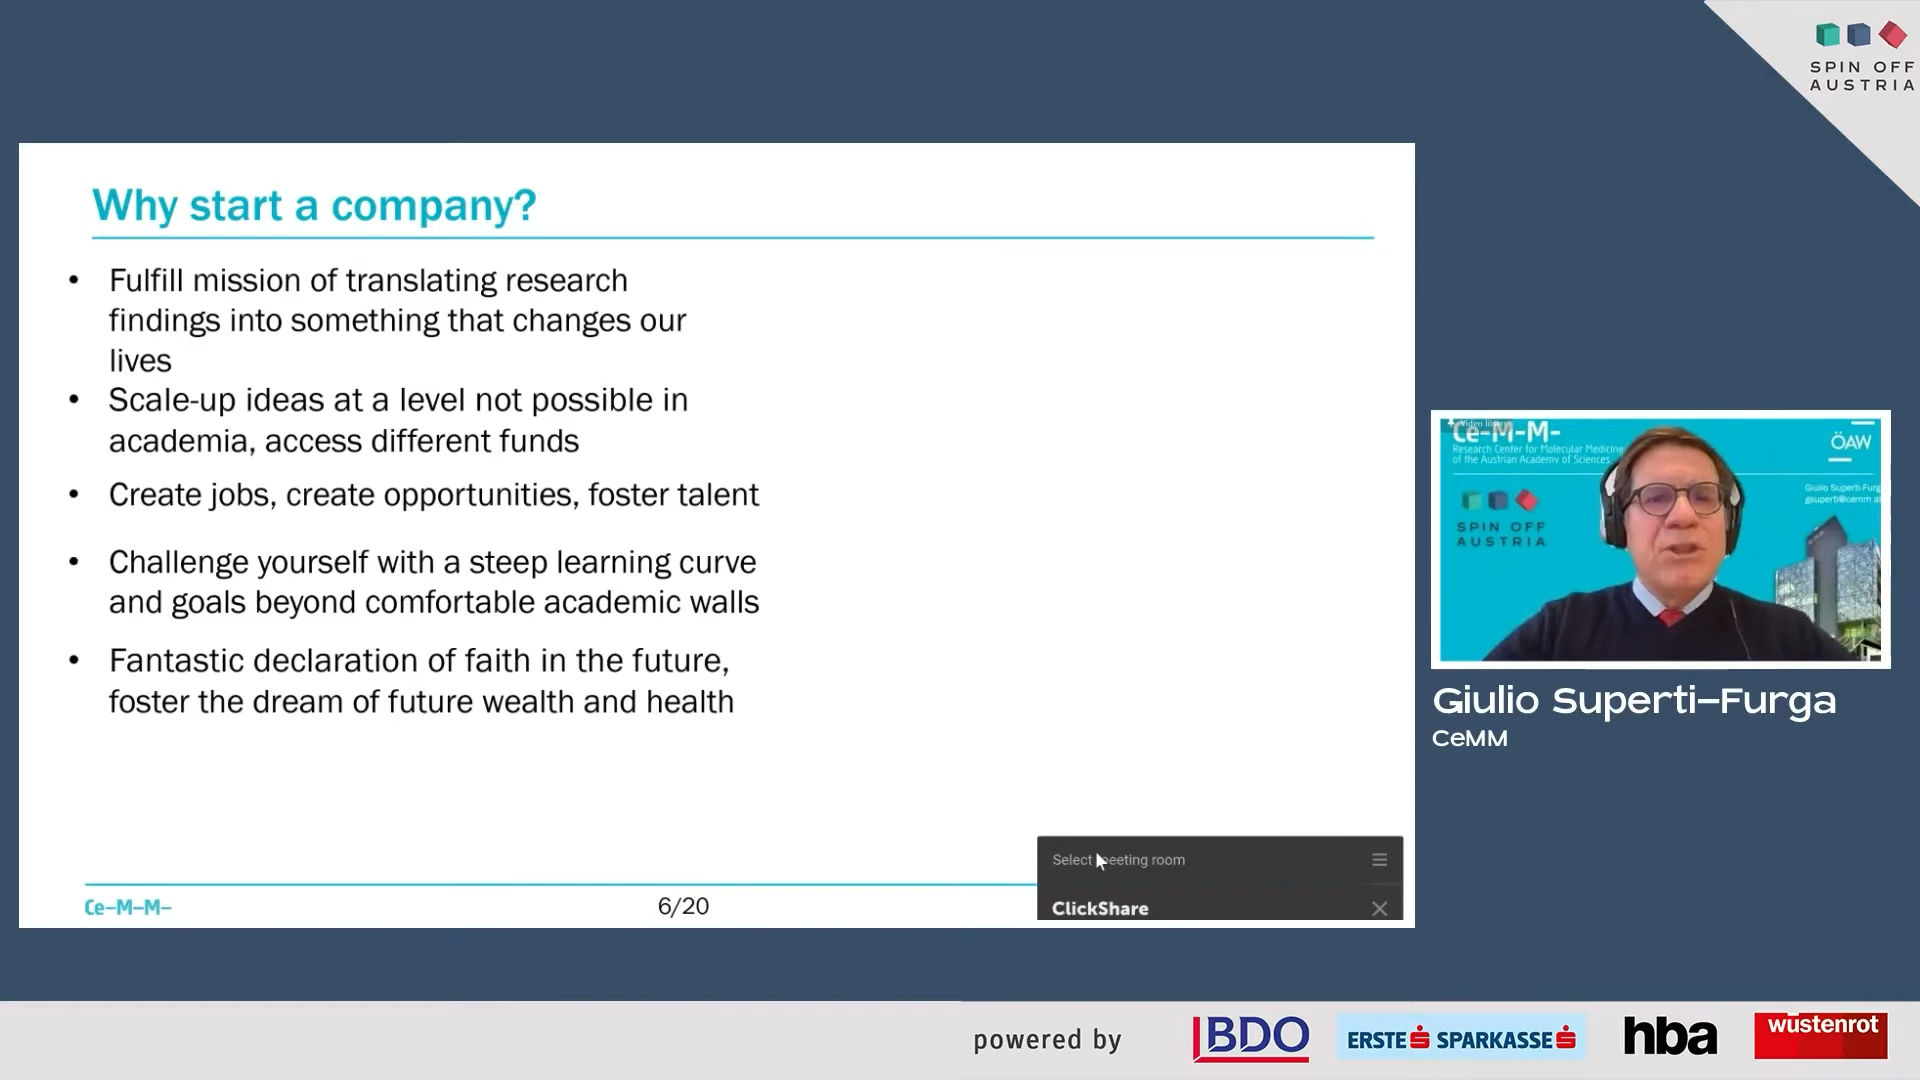 SPIN OFF
AUSTRIA
Why start a company?
• Fulfill mission of translating research
findings into something that changes our
lives
• Scale-up ideas at a level not possible in
academia, access different funds
• Create jobs, create opportunities, foster talent
• Challenge yourself with a steep learning curve
and goals beyond comfortable academic walls
• Fantastic declaration of faith in the future,
foster the dream of future wealth and health
Select meeting room
ClickShare
Ce-M-M-
6/20
Ce-M-M-
Research Center for Molecular Medicine
of the Austrian Academy of Sciences
ÖAW
Giulio Superti-Furg
gsuperti@cemm.a
SPIN OFF
AUSTRIA
Giulio Superti-Furga
CeMM
powered by
BDO
ERSTE SPARKASSE
hba
wüstenrot